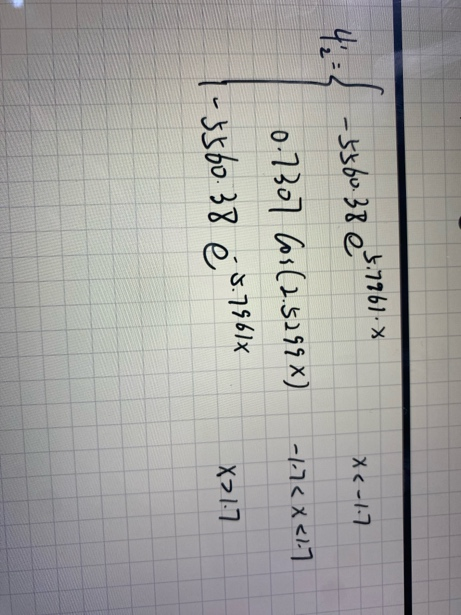 ψ₂ = { -5560.38 e^{5.7961·x} x < -1.7
0.7307 Cos(2.5299x) -1.7 < x < 1.7
-5560.38 e^{-5.7961x} x > 1.7